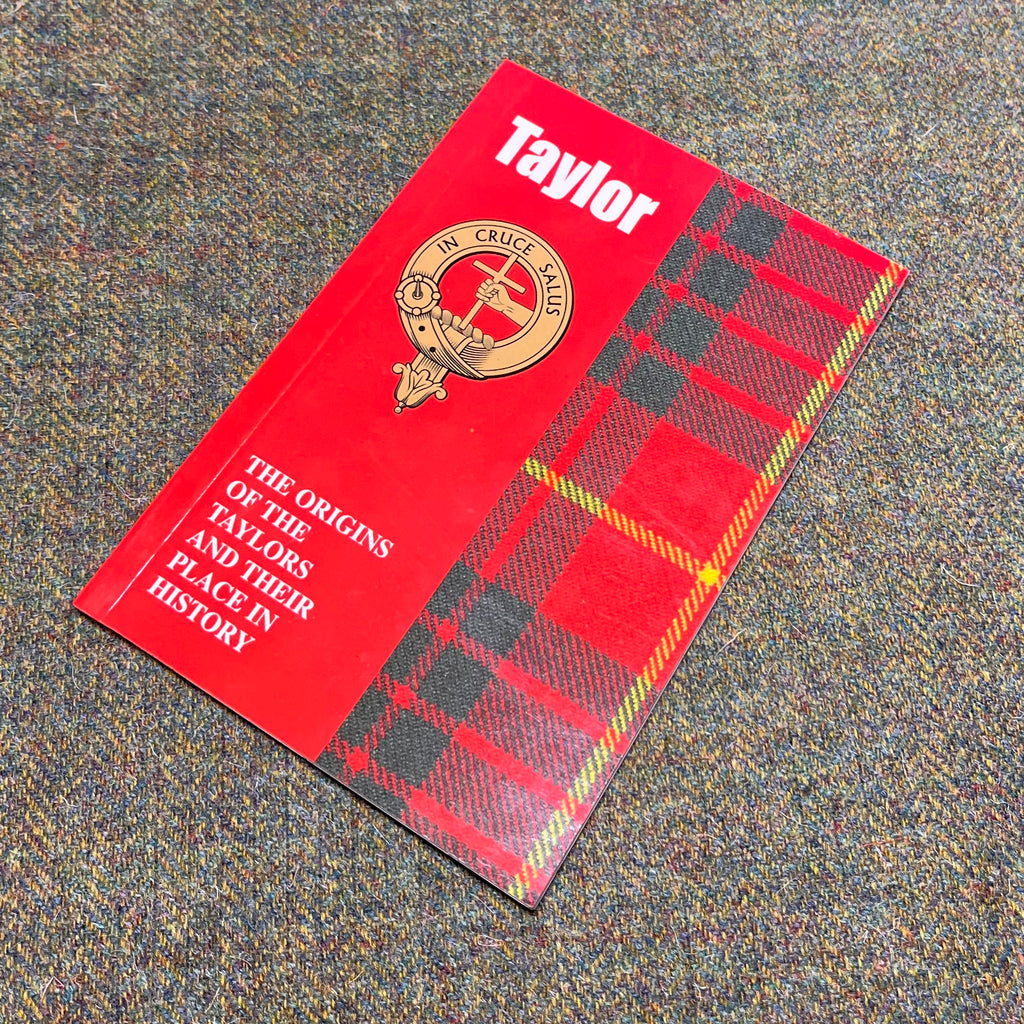 Taylor
IN CRUCE SALUS
THE ORIGINS
OF THE
TAYLORS
AND THEIR
PLACE IN
HISTORY